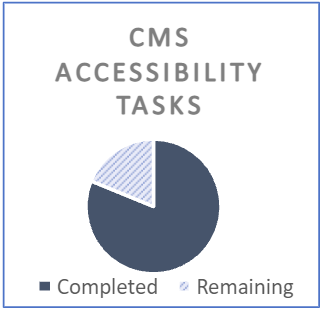 CMS
ACCESSIBILITY
TASKS
Completed
Remaining